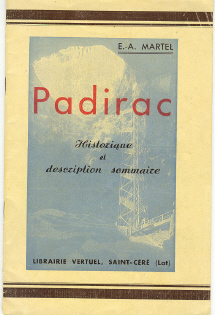 E.-A. MARTEL
Padirac
Historique
et
description sommaire
LIBRAIRIE VERTUEL, SAINT-CÉRÉ (Lot)